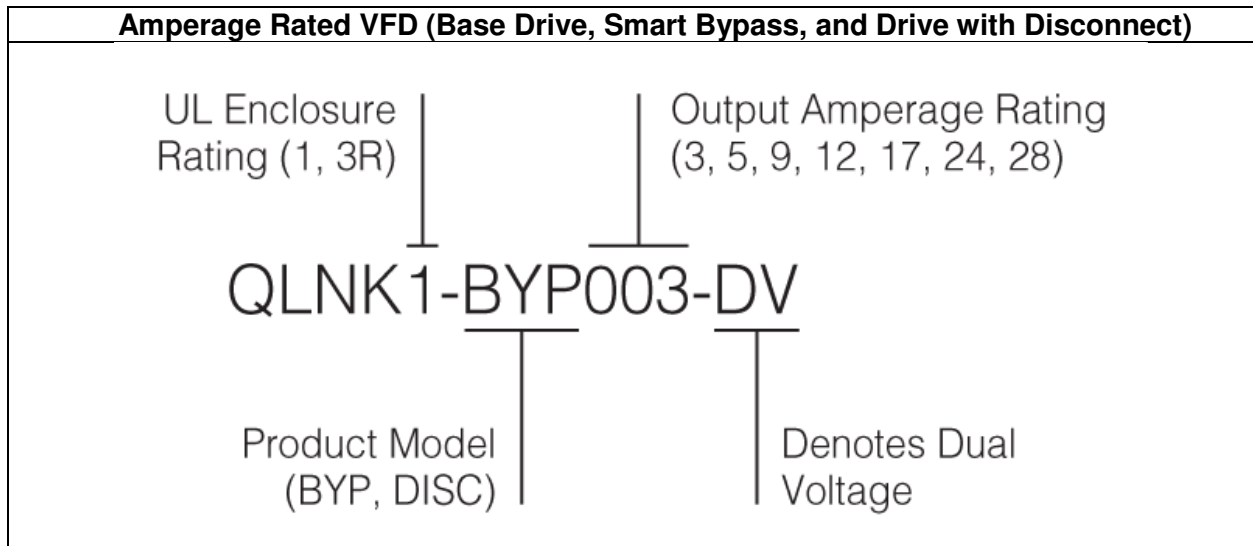 Amperage Rated VFD (Base Drive, Smart Bypass, and Drive with Disconnect)
UL Enclosure
Rating (1, 3R)
Output Amperage Rating
(3, 5, 9, 12, 17, 24, 28)
QLNK1-BYP003-DV
Product Model
(BYP, DISC)
Denotes Dual
Voltage